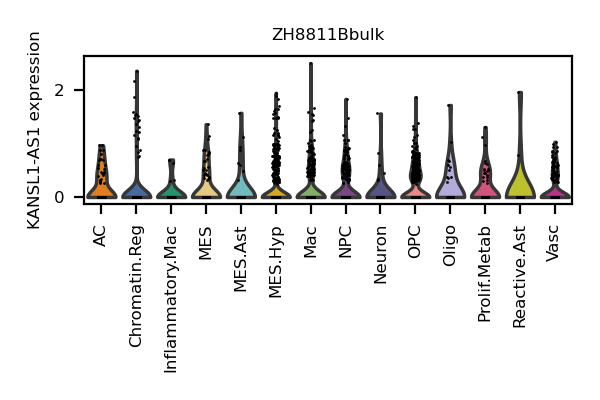 ZH8811Bbulk
KANSL1-AS1 expression
2
0
AC
Chromatin.Reg
Inflammatory.Mac
MES
MES.Ast
MES.Hyp
Mac
NPC
Neuron
OPC
Oligo
Prolif.Metab
Reactive.Ast
Vasc